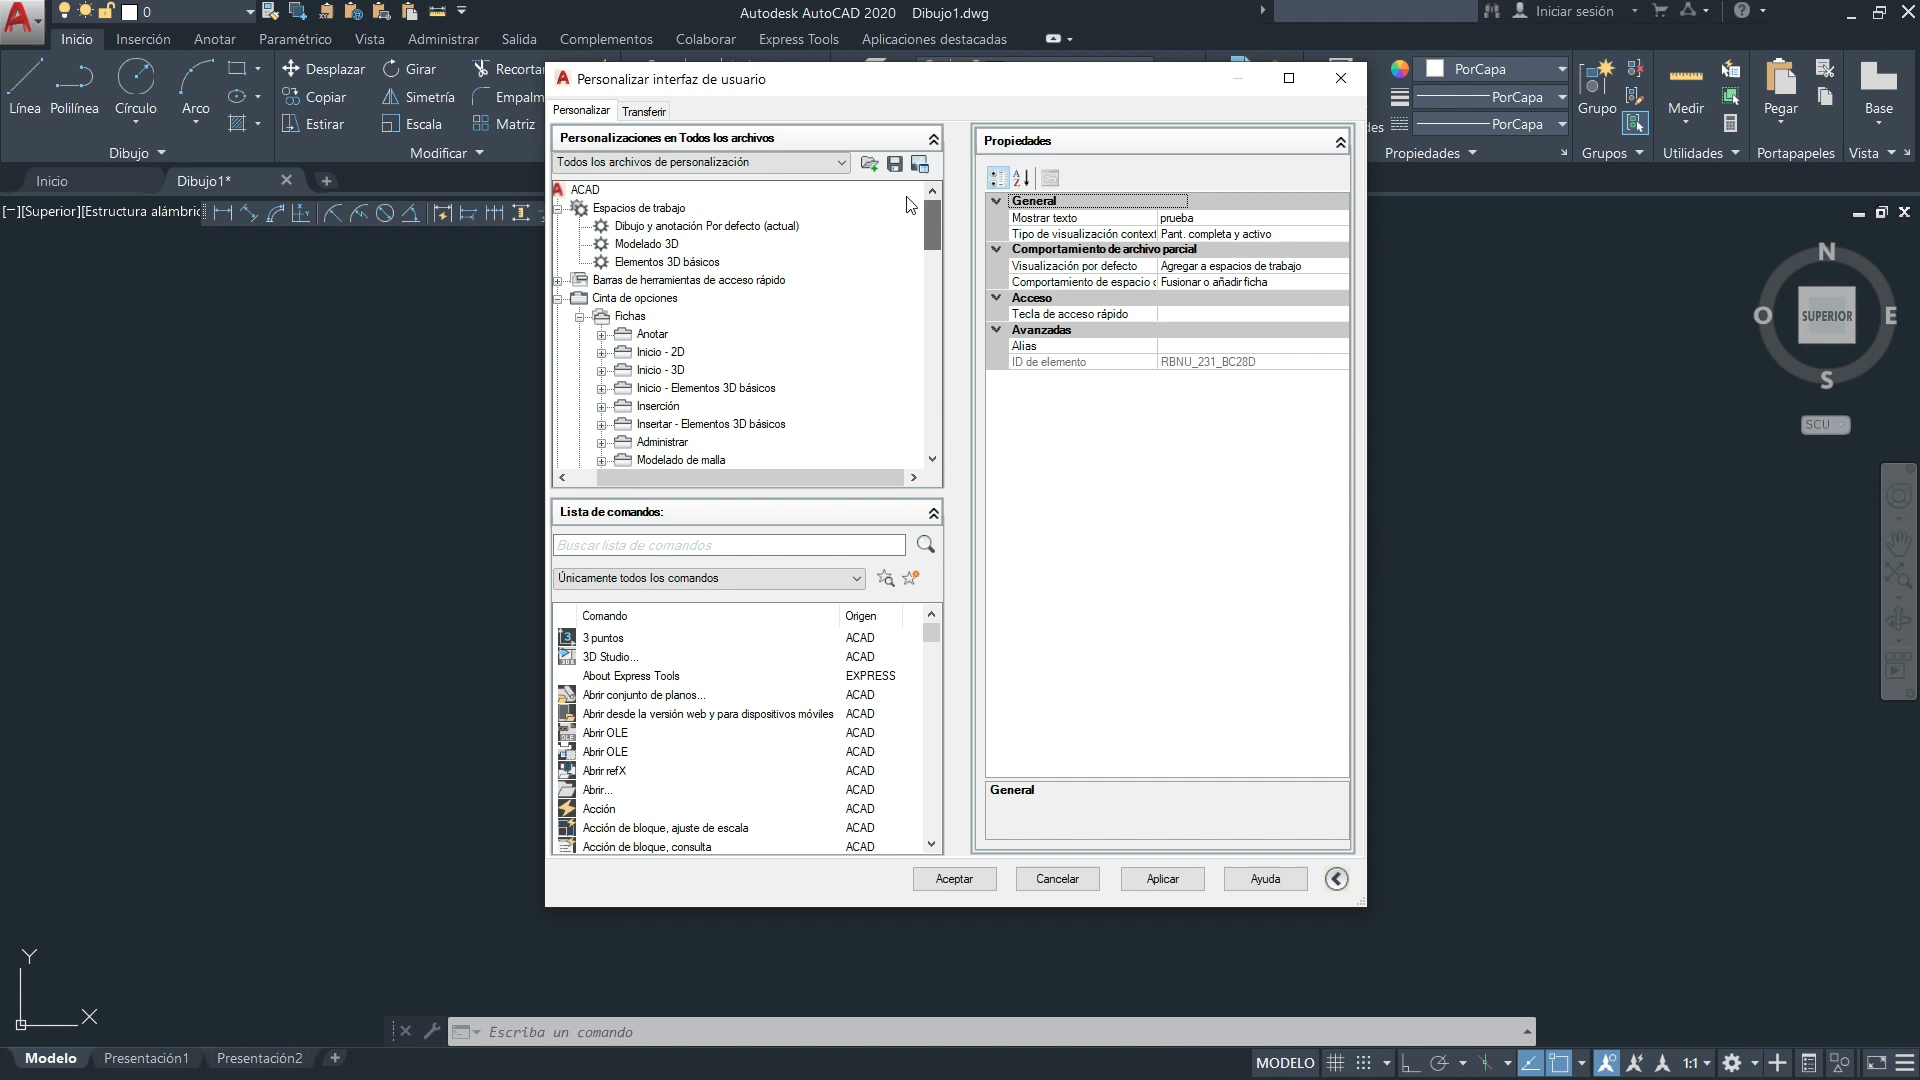 0
Autodesk AutoCAD 2020 Dibujo1.dwg
Iniciar sesión
Inicio Inserción Anotar Paramétrico Vista Administrar Salida Complementos Colaborar Express Tools Aplicaciones destacadas
Línea Polilínea Círculo Arco
Desplazar Girar Recortar
Copiar Simetría Empalm
Estirar Escala Matriz
Dibujo Modificar
PorCapa
PorCapa
PorCapa
Propiedades
Grupo
Grupos
Medir
Utilidades
Pegar
Portapapeles
Base
Vista
Inicio Dibujo1*
[−][Superior][Estructura alámbric
Personalizar interfaz de usuario
Personalizar Transferir
Personalizaciones en Todos los archivos
Todos los archivos de personalización
ACAD
Espacios de trabajo
Dibujo y anotación Por defecto (actual)
Modelado 3D
Elementos 3D básicos
Barras de herramientas de acceso rápido
Cinta de opciones
Fichas
Anotar
Inicio - 2D
Inicio - 3D
Inicio - Elementos 3D básicos
Inserción
Insertar - Elementos 3D básicos
Administrar
Modelado de malla
Lista de comandos:
Buscar lista de comandos
Únicamente todos los comandos
Comando Origen
3 puntos ACAD
3D Studio... ACAD
About Express Tools EXPRESS
Abrir conjunto de planos... ACAD
Abrir desde la versión web y para dispositivos móviles ACAD
Abrir OLE ACAD
Abrir OLE ACAD
Abrir refX ACAD
Abrir... ACAD
Acción ACAD
Acción de bloque, ajuste de escala ACAD
Acción de bloque, consulta ACAD
Propiedades
General
Mostrar texto prueba
Tipo de visualización context Pant. completa y activo
Comportamiento de archivo parcial
Visualización por defecto Agregar a espacios de trabajo
Comportamiento de espacio d Fusionar o añadir ficha
Acceso
Tecla de acceso rápido
Avanzadas
Alias
ID de elemento RBNU_231_BC28D
General
Aceptar Cancelar Aplicar Ayuda
N
O SUPERIOR E
S
SCU
Y
X
Escriba un comando
Modelo Presentación1 Presentación2
MODELO 1:1